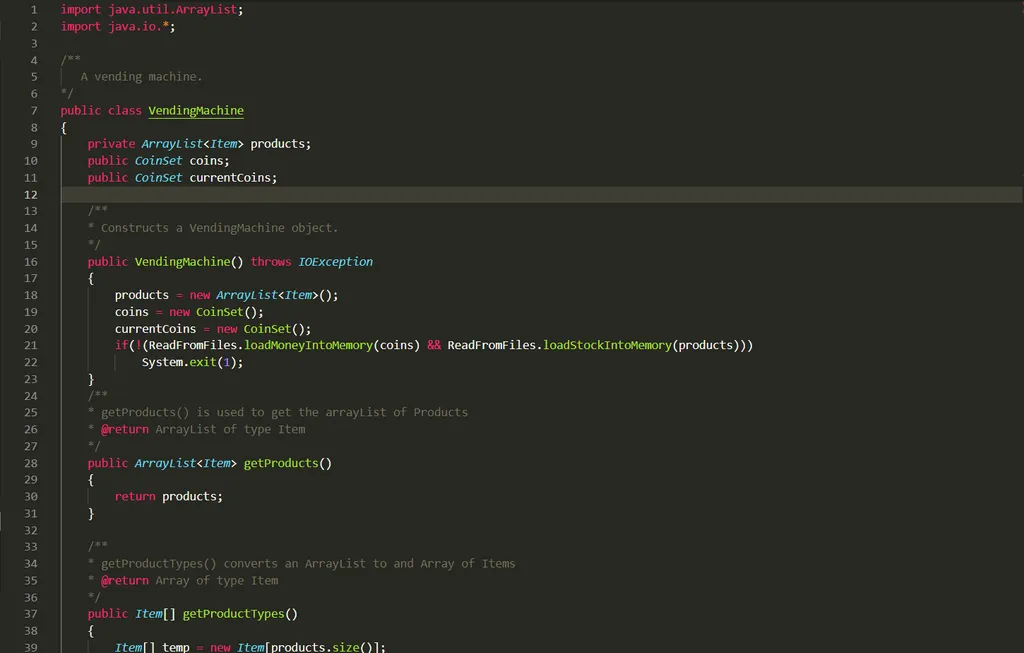 1 import java.util.ArrayList;
2 import java.io.*;
3
4 /**
5 A vending machine.
6 */
7 public class VendingMachine
8 {
9 private ArrayList<Item> products;
10 public CoinSet coins;
11 public CoinSet currentCoins;
12
13 /**
14 * Constructs a VendingMachine object.
15 */
16 public VendingMachine() throws IOException
17 {
18 products = new ArrayList<Item>();
19 coins = new CoinSet();
20 currentCoins = new CoinSet();
21 if(!(ReadFromFiles.loadMoneyIntoMemory(coins) && ReadFromFiles.loadStockIntoMemory(products)))
22 System.exit(1);
23 }
24 /**
25 * getProducts() is used to get the arrayList of Products
26 * @return ArrayList of type Item
27 */
28 public ArrayList<Item> getProducts()
29 {
30 return products;
31 }
32
33 /**
34 * getProductTypes() converts an ArrayList to and Array of Items
35 * @return Array of type Item
36 */
37 public Item[] getProductTypes()
38 {
39 Item[] temp = new Item[products.size()];